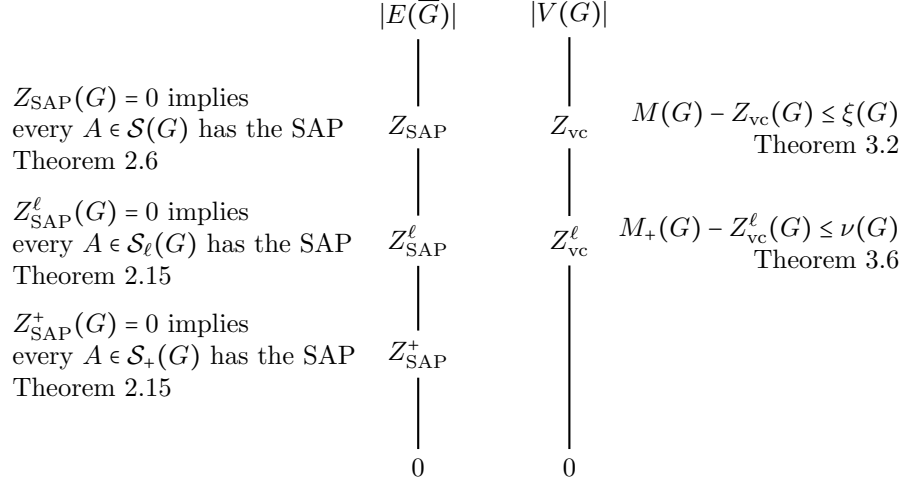 |E(G̅)|
|V(G)|
Z_SAP(G) = 0 implies
every A ∈ 𝒮(G) has the SAP
Theorem 2.6
Z_SAP
Z_vc
M(G) − Z_vc(G) ≤ ξ(G)
Theorem 3.2
Z^ℓ_SAP(G) = 0 implies
every A ∈ 𝒮_ℓ(G) has the SAP
Theorem 2.15
Z^ℓ_SAP
Z^ℓ_vc
M_+(G) − Z^ℓ_vc(G) ≤ ν(G)
Theorem 3.6
Z^+_SAP(G) = 0 implies
every A ∈ 𝒮_+(G) has the SAP
Theorem 2.15
Z^+_SAP
0
0